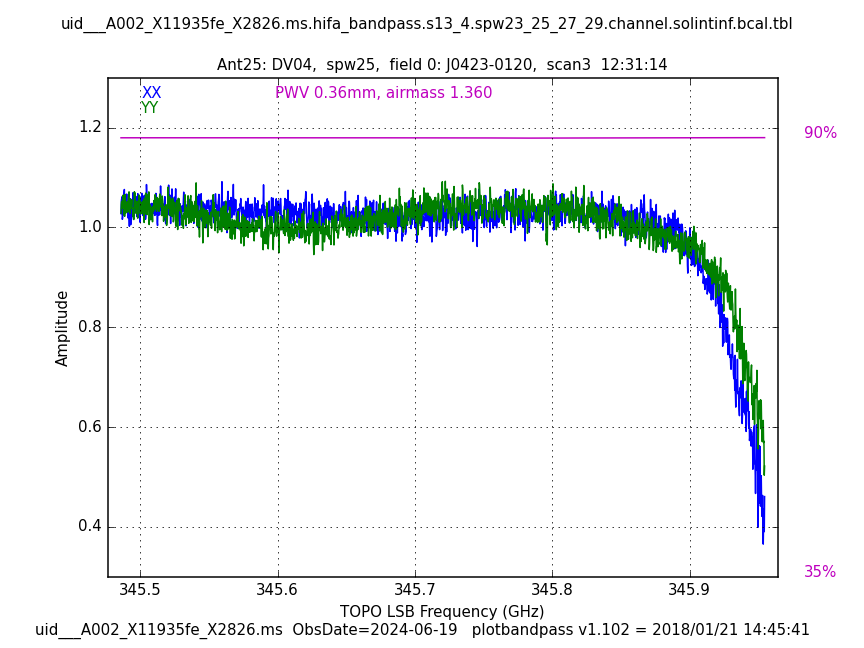 uid___A002_X11935fe_X2826.ms.hifa_bandpass.s13_4.spw23_25_27_29.channel.solintinf.bcal.tbl
Ant25: DV04,  spw25,  field 0: J0423-0120,  scan3  12:31:14
XX
PWV 0.36mm, airmass 1.360
YY
1.2
90%
1.0
0.8
Amplitude
0.6
0.4
35%
345.5 345.6 345.7 345.8 345.9
TOPO LSB Frequency (GHz)
uid___A002_X11935fe_X2826.ms  ObsDate=2024-06-19   plotbandpass v1.102 = 2018/01/21 14:45:41